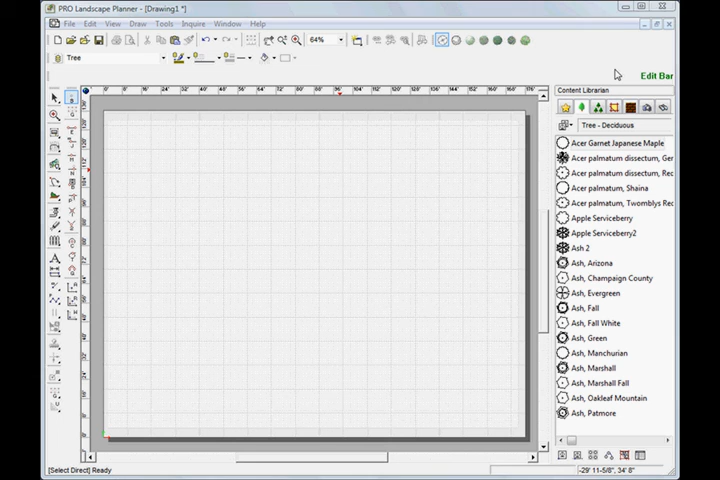 PRO Landscape Planner - [Drawing1 *]
File Edit View Draw Tools Inquire Window Help
64%
Tree
Edit Bar
Content Librarian
Tree - Deciduous
Acer Garnet Japanese Maple
Acer palmatum dissectum, Gar
Acer palmatum dissectum, Red
Acer palmatum, Shaina
Acer palmatum, Twomblys Red
Apple Serviceberry
Apple Serviceberry2
Ash 2
Ash, Arizona
Ash, Champaign County
Ash, Evergreen
Ash, Fall
Ash, Fall White
Ash, Green
Ash, Manchurian
Ash, Marshall
Ash, Marshall Fall
Ash, Oakleaf Mountain
Ash, Patmore
[Select Direct] Ready
-29' 11-5/8", 34' 8"